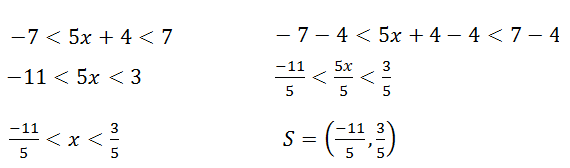 −7 < 5x + 4 < 7
−7 − 4 < 5x + 4 − 4 < 7 − 4
−11 < 5x < 3
−11/5 < 5x/5 < 3/5
−11/5 < x < 3/5
S = (−11/5, 3/5)